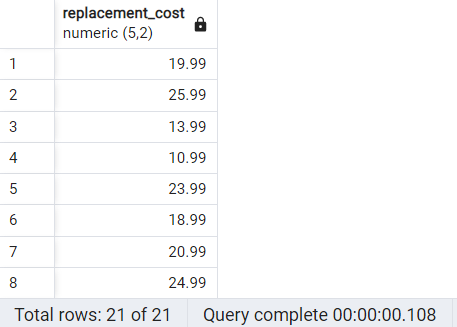 replacement_cost
numeric (5,2)
1 19.99
2 25.99
3 13.99
4 10.99
5 23.99
6 18.99
7 20.99
8 24.99
Total rows: 21 of 21 Query complete 00:00:00.108